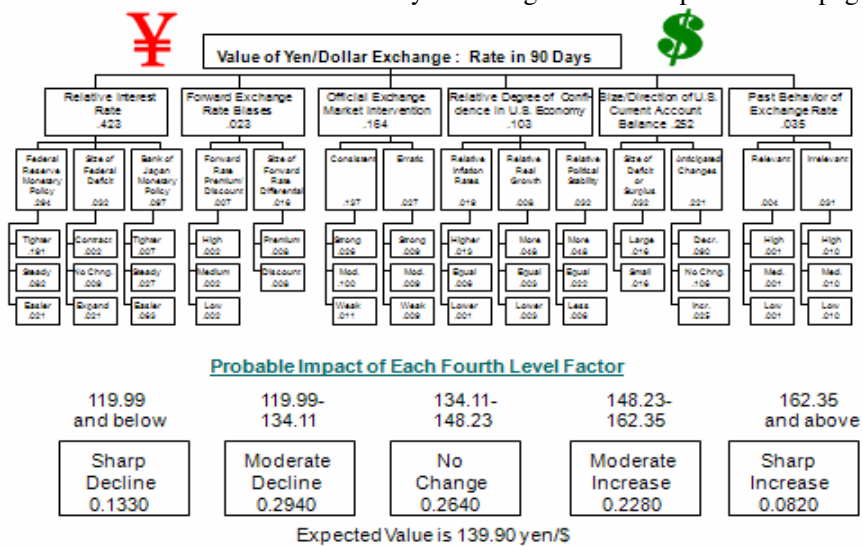 ¥
$
Value of Yen/Dollar Exchange : Rate in 90 Days
Relative Interest
Rate
.423
Forward Exchange
Rate Biases
.023
Official Exchange
Market Intervention
.164
Relative Degree of Confi-
dence in U.S. Economy
.103
Size/Direction of U.S.
Current Account
Balance .252
Past Behavior of
Exchange Rate
.035
Federal
Reserve
Monetary
Policy
.294
Size of
Federal
Deficit
.032
Bank of
Japan
Monetary
Policy
.097
Forward
Rate
Premium/
Discount
.007
Size of
Forward
Rate
Differential
.016
Consistent
.137
Erratic
.027
Relative
Inflation
Rates
.019
Relative
Real
Growth
.008
Relative
Political
Stability
.032
Size of
Deficit
or
Surplus
.032
Anticipated
Changes
.221
Relevant
.004
Irrelevant
.031
Tighter
.191
Steady
.082
Easier
.021
Contract
.002
No Chng.
.009
Expand
.021
Tighter
.007
Steady
.027
Easier
.063
High
.002
Medium
.002
Low
.002
Premium
.008
Discount
.008
Strong
.026
Mod.
.100
Weak
.011
Strong
.009
Mod.
.009
Weak
.009
Higher
.013
Equal
.006
Lower
.001
More
.048
Equal
.003
Lower
.003
More
.048
Equal
.022
Less
.006
Large
.016
Small
.016
Decr.
.090
No Chng.
.106
Incr.
.025
High
.001
Med.
.001
Low
.001
High
.010
Med.
.010
Low
.010
Probable Impact of Each Fourth Level Factor
119.99
and below
119.99-
134.11
134.11-
148.23
148.23-
162.35
162.35
and above
Sharp
Decline
0.1330
Moderate
Decline
0.2940
No
Change
0.2640
Moderate
Increase
0.2280
Sharp
Increase
0.0820
Expected Value is 139.90 yen/$